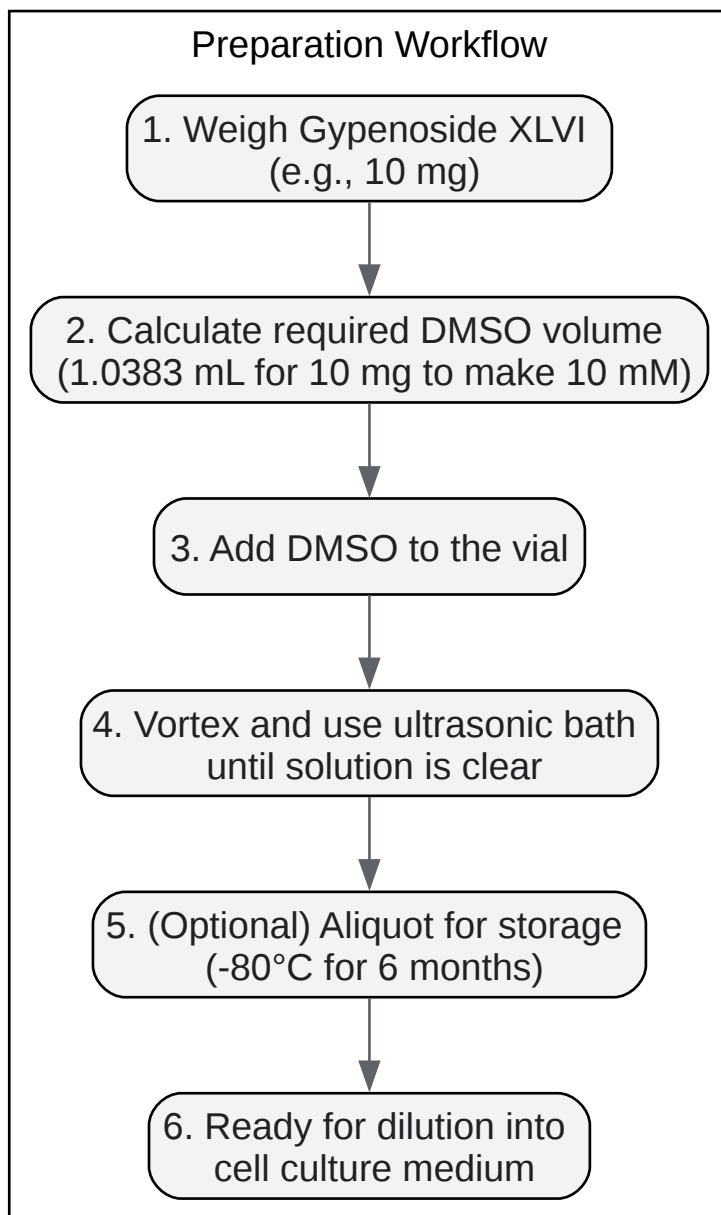 Preparation Workflow
1. Weigh Gypenoside XLVI
(e.g., 10 mg)
2. Calculate required DMSO volume
(1.0383 mL for 10 mg to make 10 mM)
3. Add DMSO to the vial
4. Vortex and use ultrasonic bath
until solution is clear
5. (Optional) Aliquot for storage
(-80°C for 6 months)
6. Ready for dilution into
cell culture medium